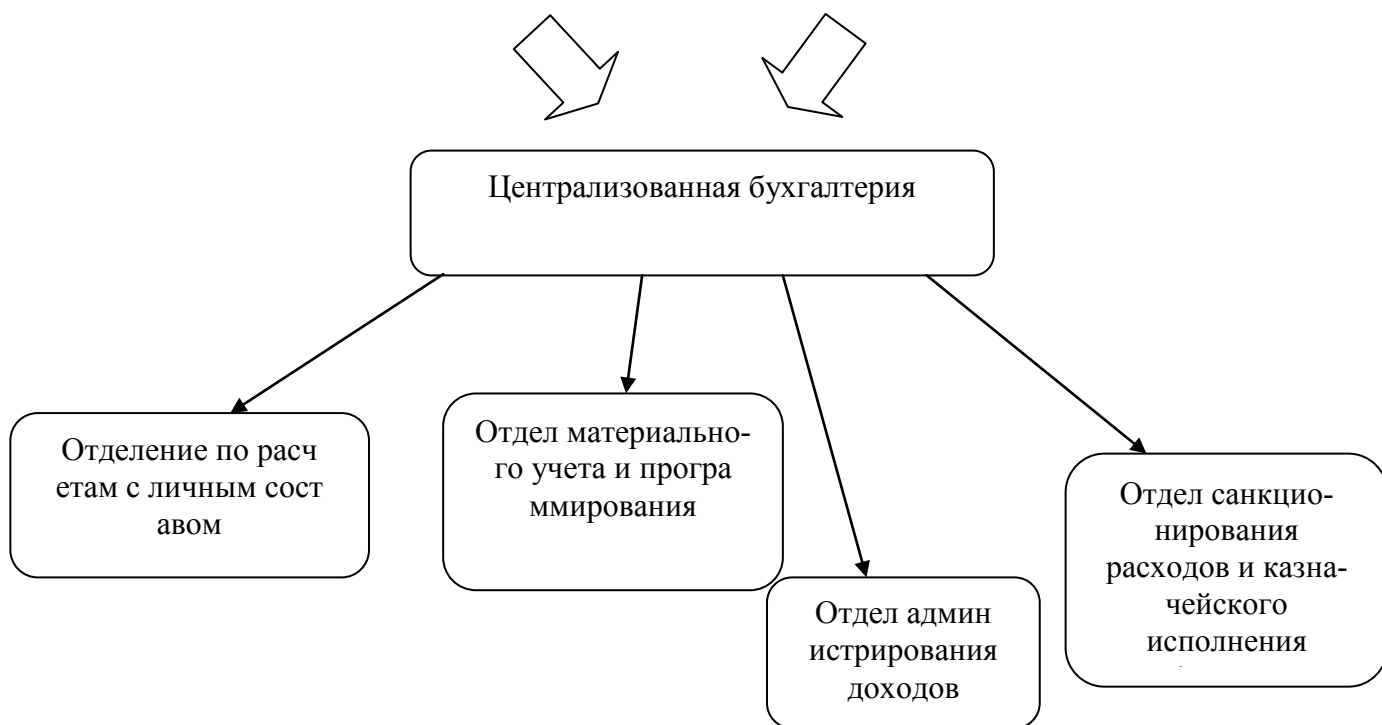 Централизованная бухгалтерия
Отделение по расч
етам с личным сост
авом
Отдел материально-
го учета и програ
ммирования
Отдел админ
истрирования
доходов
Отдел санкцио-
нирования
расходов и казна-
чейского
исполнения